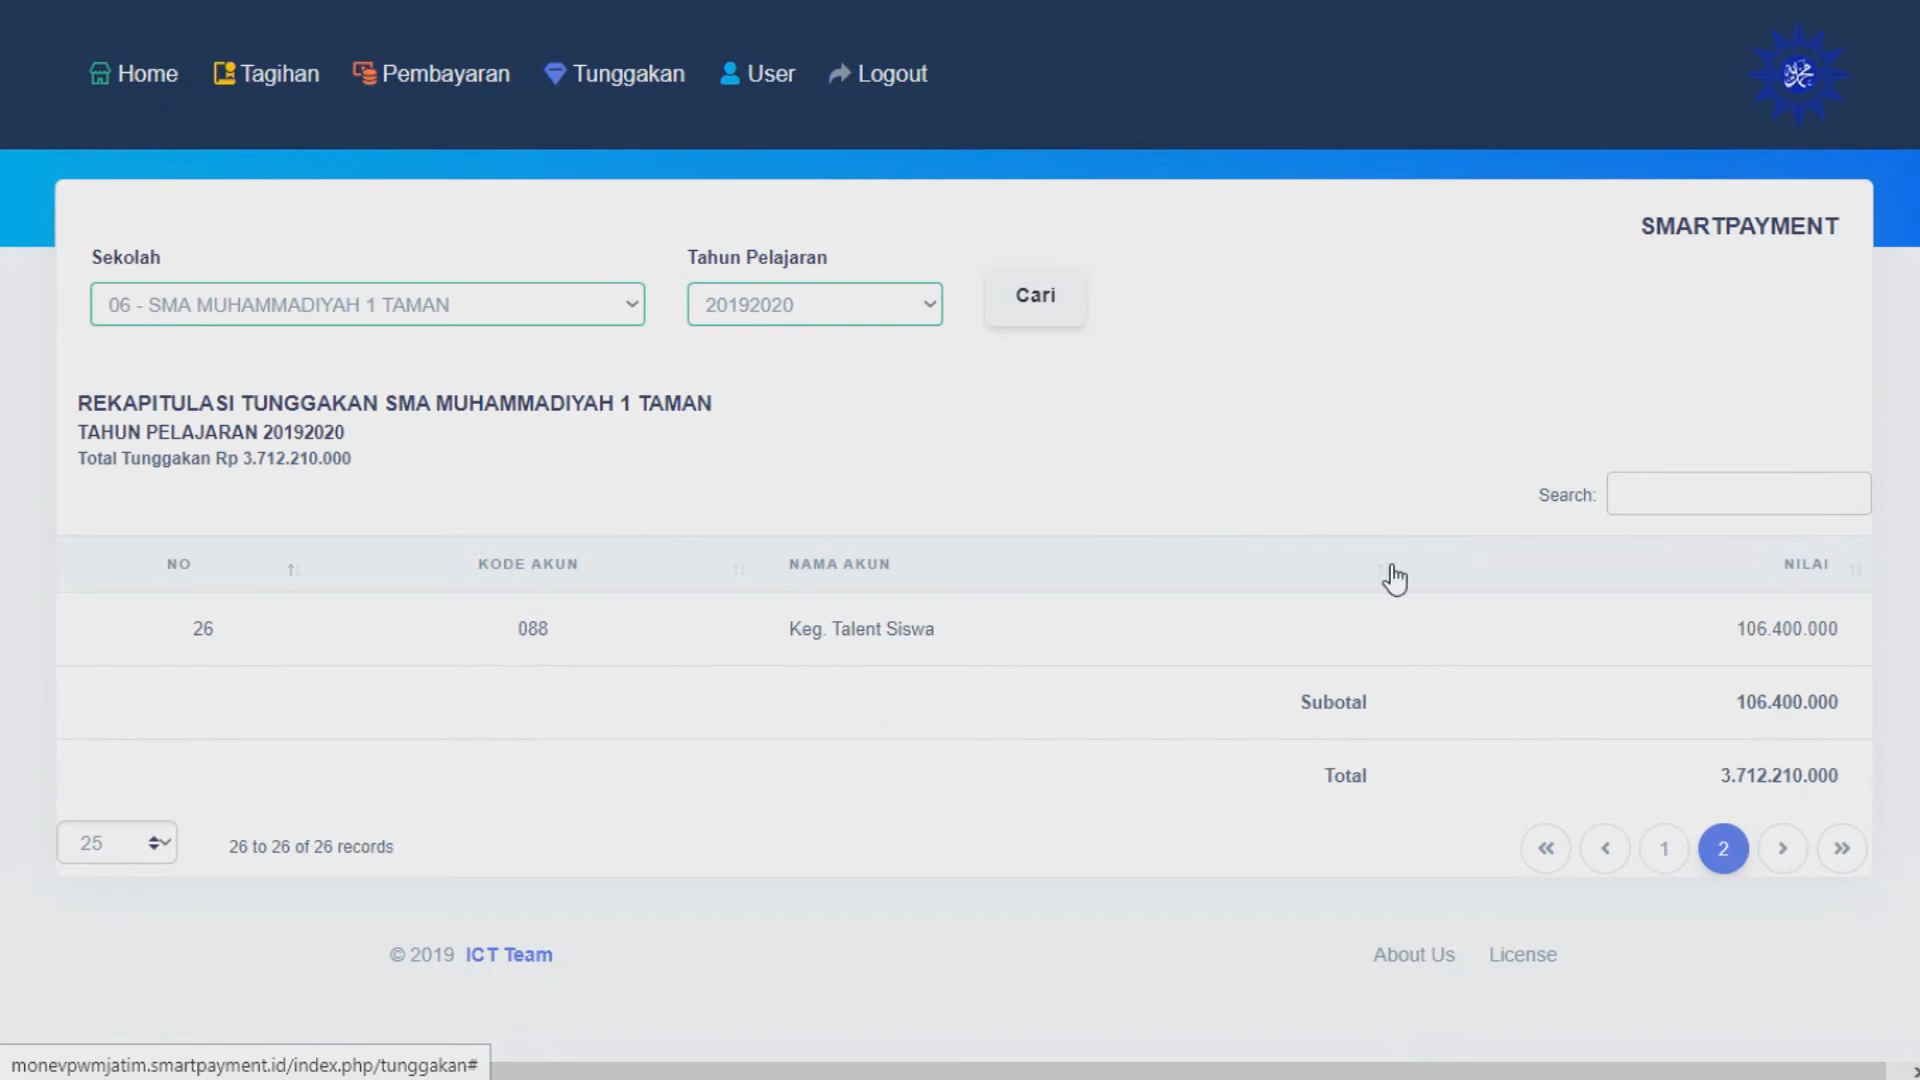 Home Tagihan Pembayaran Tunggakan User Logout
SMARTPAYMENT
Sekolah Tahun Pelajaran
06 - SMA MUHAMMADIYAH 1 TAMAN 20192020 Cari
REKAPITULASI TUNGGAKAN SMA MUHAMMADIYAH 1 TAMAN
TAHUN PELAJARAN 20192020
Total Tunggakan Rp 3.712.210.000
Search:
NO KODE AKUN NAMA AKUN NILAI
26 088 Keg. Talent Siswa 106.400.000
Subotal 106.400.000
Total 3.712.210.000
25 26 to 26 of 26 records « ‹ 1 2 › »
© 2019 ICT Team About Us License
monevpwmjatim.smartpayment.id/index.php/tunggakan#